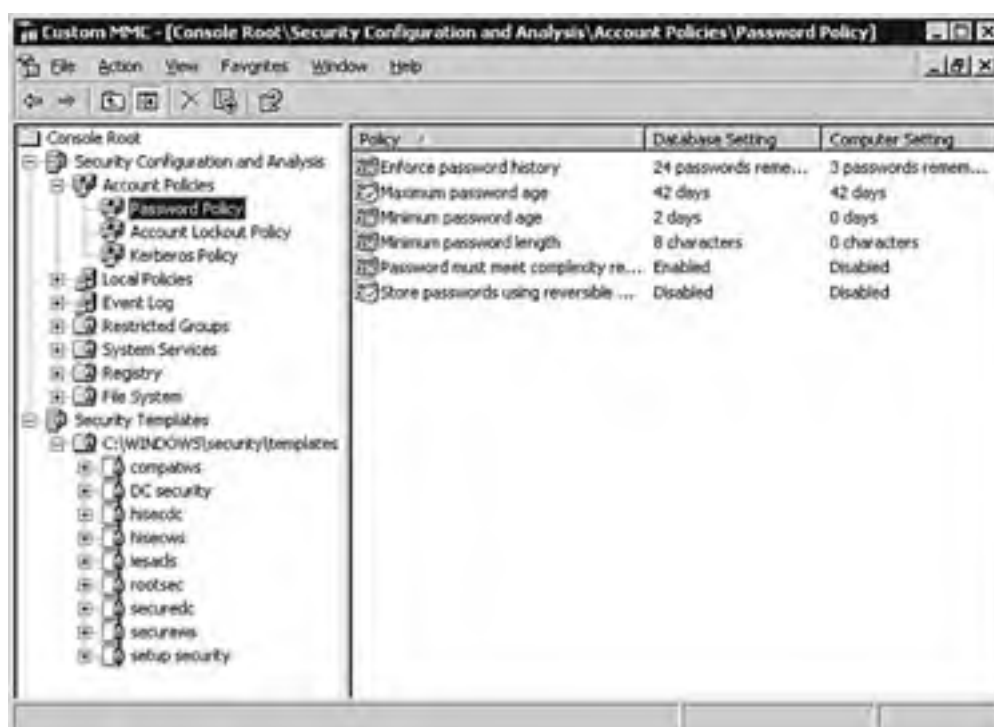 Custom MMC - [Console Root\Security Configuration and Analysis\Account Policies\Password Policy]
File Action View Favorites Window Help
Console Root
Security Configuration and Analysis
Account Policies
Password Policy
Account Lockout Policy
Kerberos Policy
Local Policies
Event Log
Restricted Groups
System Services
Registry
File System
Security Templates
C:\WINDOWS\security\templates
compatws
DC security
hisecdc
hisecws
iesacls
rootsec
securedc
securews
setup security
Policy Database Setting Computer Setting
Enforce password history 24 passwords reme... 3 passwords remem...
Maximum password age 42 days 42 days
Minimum password age 2 days 0 days
Minimum password length 8 characters 0 characters
Password must meet complexity re... Enabled Disabled
Store passwords using reversible ... Disabled Disabled